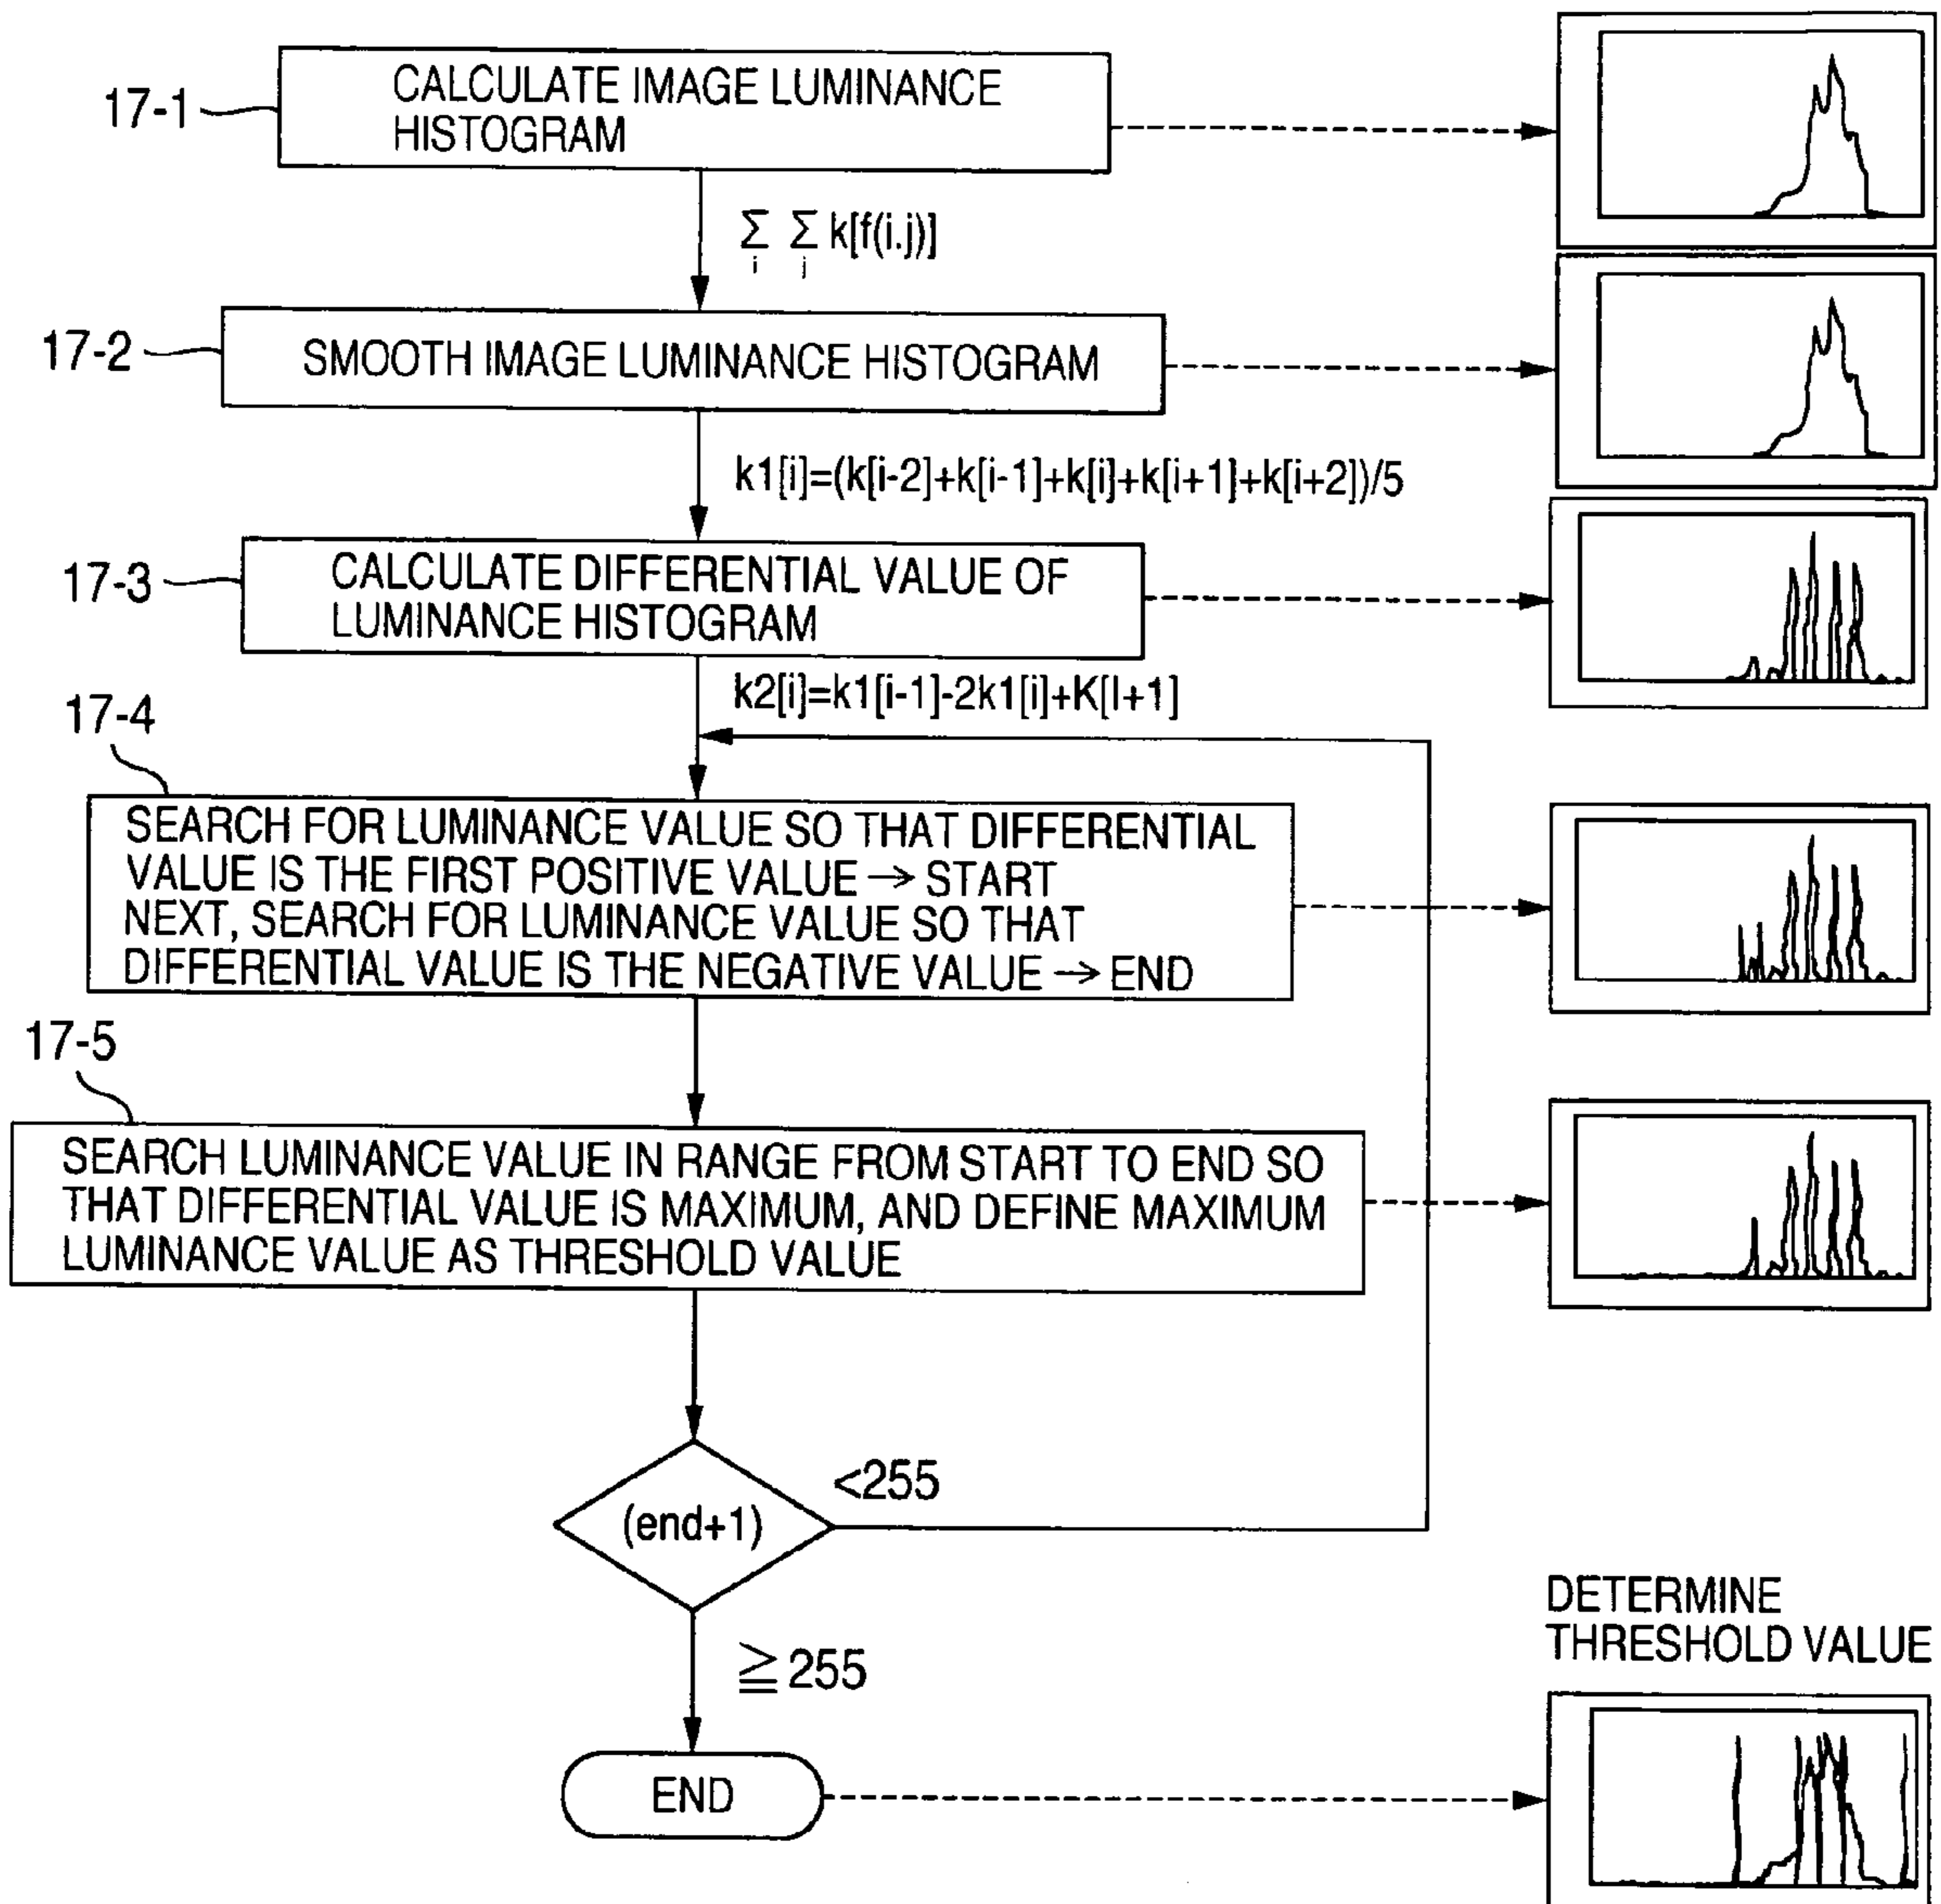 17-1
CALCULATE IMAGE LUMINANCE
HISTOGRAM
Σ Σ k[f(i.j)]
i j
17-2
SMOOTH IMAGE LUMINANCE HISTOGRAM
k1[i]=(k[i-2]+k[i-1]+k[i]+k[i+1]+k[i+2])/5
17-3
CALCULATE DIFFERENTIAL VALUE OF
LUMINANCE HISTOGRAM
k2[i]=k1[i-1]-2k1[i]+K[I+1]
17-4
SEARCH FOR LUMINANCE VALUE SO THAT DIFFERENTIAL
VALUE IS THE FIRST POSITIVE VALUE → START
NEXT, SEARCH FOR LUMINANCE VALUE SO THAT
DIFFERENTIAL VALUE IS THE NEGATIVE VALUE → END
17-5
SEARCH LUMINANCE VALUE IN RANGE FROM START TO END SO
THAT DIFFERENTIAL VALUE IS MAXIMUM, AND DEFINE MAXIMUM
LUMINANCE VALUE AS THRESHOLD VALUE
<255
(end+1)
≧ 255
END
DETERMINE
THRESHOLD VALUE